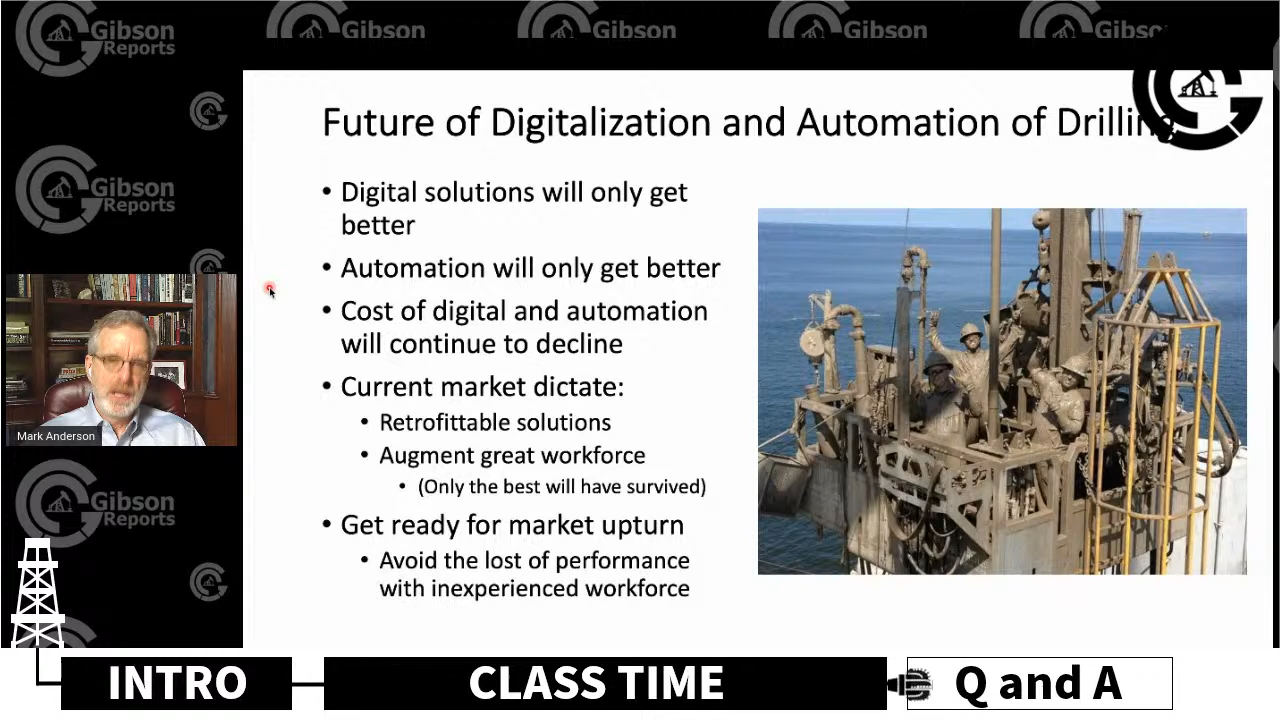 Gibson
Reports
Gibson
Gibson
Gibson
Gibso
Future of Digitalization and Automation of Drilling
• Digital solutions will only get
better
• Automation will only get better
• Cost of digital and automation
will continue to decline
• Current market dictate:
• Retrofittable solutions
• Augment great workforce
• (Only the best will have survived)
• Get ready for market upturn
• Avoid the lost of performance
with inexperienced workforce
Gibson
Reports
Mark Anderson
Gibson
Reports
INTRO
CLASS TIME
Q and A